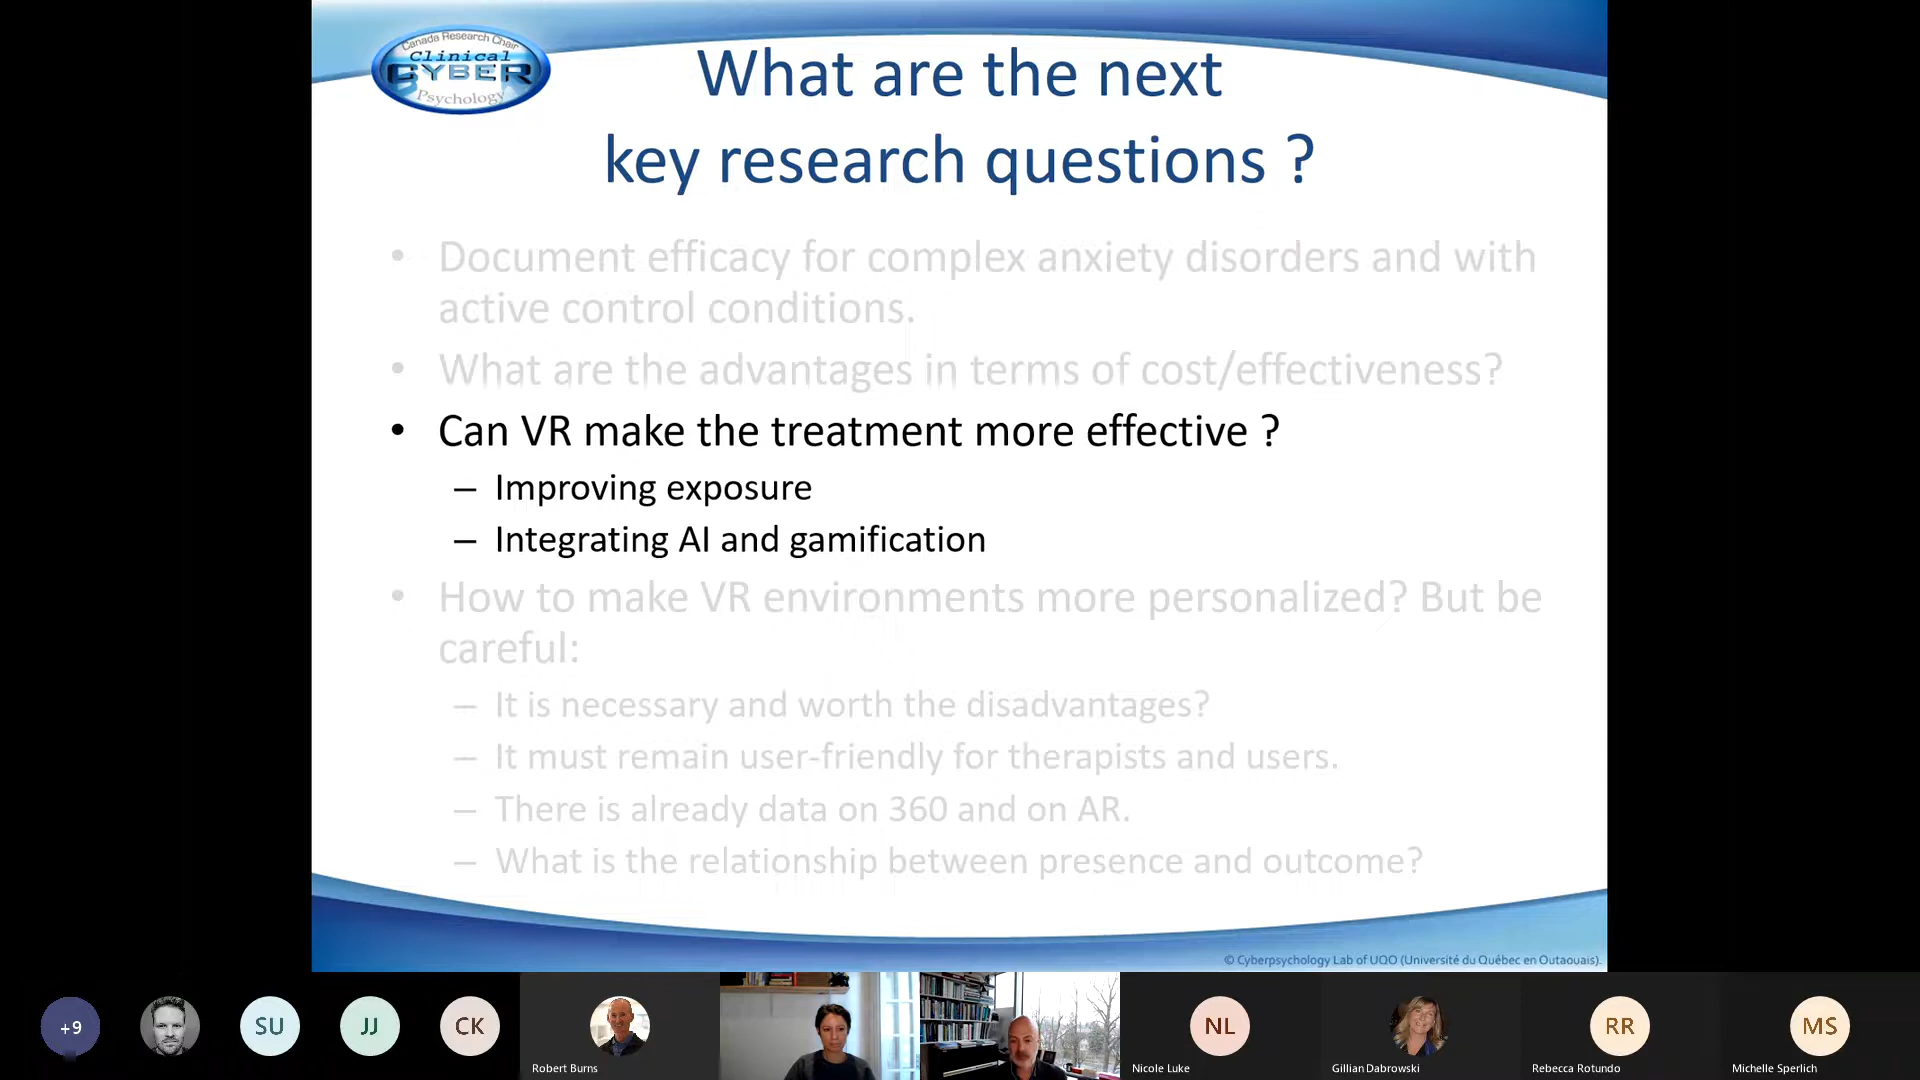 Canada Research Chair
Clinical
CYBER
Psychology
What are the next
key research questions ?
• Document efficacy for complex anxiety disorders and with
active control conditions.
• What are the advantages in terms of cost/effectiveness?
• Can VR make the treatment more effective ?
– Improving exposure
– Integrating AI and gamification
• How to make VR environments more personalized? But be
careful:
– It is necessary and worth the disadvantages?
– It must remain user-friendly for therapists and users.
– There is already data on 360 and on AR.
– What is the relationship between presence and outcome?
© Cyberpsychology Lab of UQO (Université du Québec en Outaouais).
+9
SU
JJ
CK
Robert Burns
NL
Nicole Luke
Gillian Dabrowski
RR
Rebecca Rotundo
MS
Michelle Sperlich